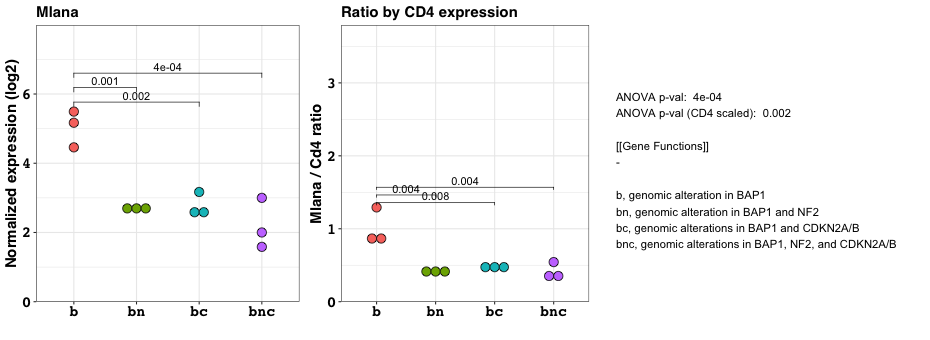 Mlana
Normalized expression (log2)
6
4
2
0
4e-04
0.001
0.002
b bn bc bnc
Ratio by CD4 expression
Mlana / Cd4 ratio
3
2
1
0
0.004
0.004
0.008
b bn bc bnc
ANOVA p-val: 4e-04
ANOVA p-val (CD4 scaled): 0.002
[[Gene Functions]]
-
b, genomic alteration in BAP1
bn, genomic alteration in BAP1 and NF2
bc, genomic alterations in BAP1 and CDKN2A/B
bnc, genomic alterations in BAP1, NF2, and CDKN2A/B